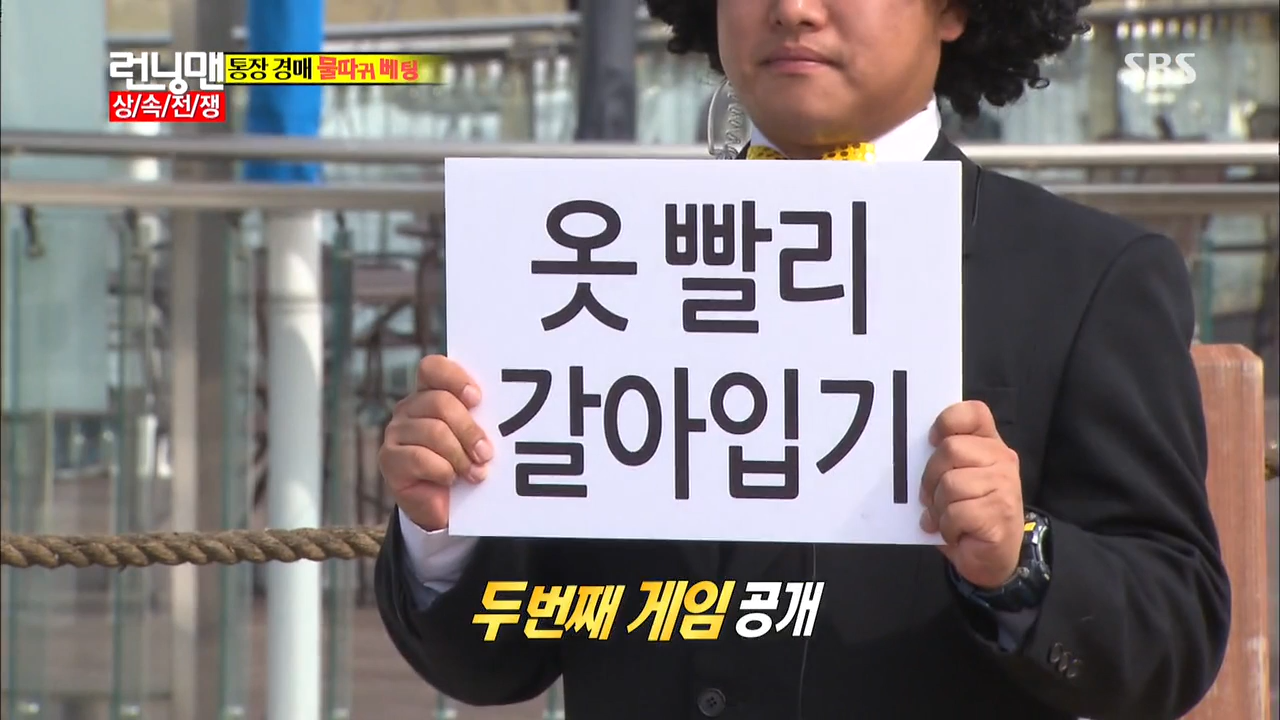 런닝맨 통장 경매 물따귀 베팅
상/속/전/쟁
SBS
옷 빨리
갈아입기
두번째 게임 공개